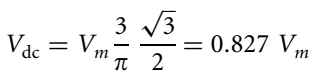 V_dc = V_m 3/π √3/2 = 0.827 V_m